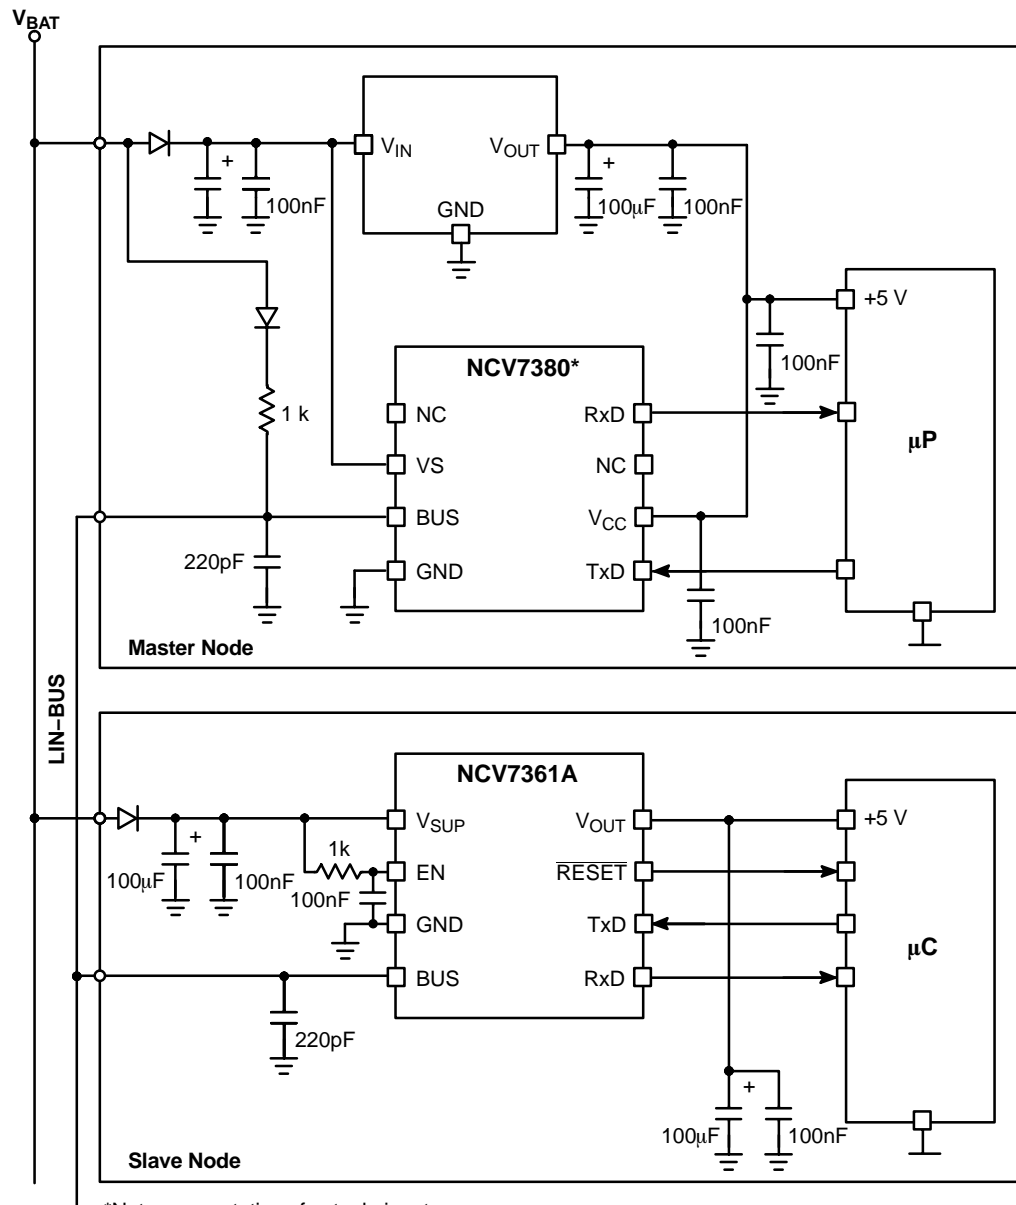 VBAT
VIN
VOUT
+
100nF
GND
+
100µF
100nF
+5 V
100nF
NCV7380*
NC
RxD
1 k
µP
VS
NC
BUS
VCC
220pF
GND
TxD
100nF
Master Node
LIN–BUS
NCV7361A
VSUP
VOUT
+5 V
+
1k
100µF
100nF
EN
RESET
100nF
GND
TxD
µC
BUS
RxD
220pF
+
100µF
100nF
Slave Node